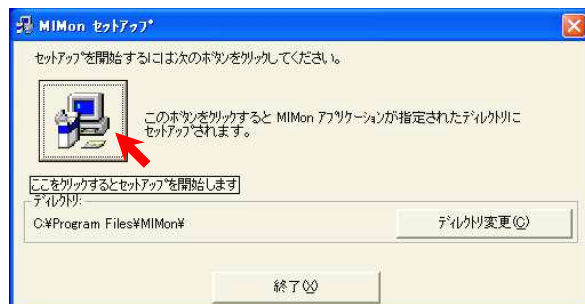 MIMon ｾｯﾄｱｯﾌﾟ
ｾｯﾄｱｯﾌﾟを開始するには次のﾎﾞﾀﾝをｸﾘｯｸしてください。
このﾎﾞﾀﾝをｸﾘｯｸすると MIMon ｱﾌﾟﾘｹｰｼｮﾝが指定されたﾃﾞｨﾚｸﾄﾘに
ｾｯﾄｱｯﾌﾟされます。
ここをｸﾘｯｸするとｾｯﾄｱｯﾌﾟを開始します
ﾃﾞｨﾚｸﾄﾘ:
C:¥Program Files¥MIMon¥
ﾃﾞｨﾚｸﾄﾘ変更(C)
終了(X)